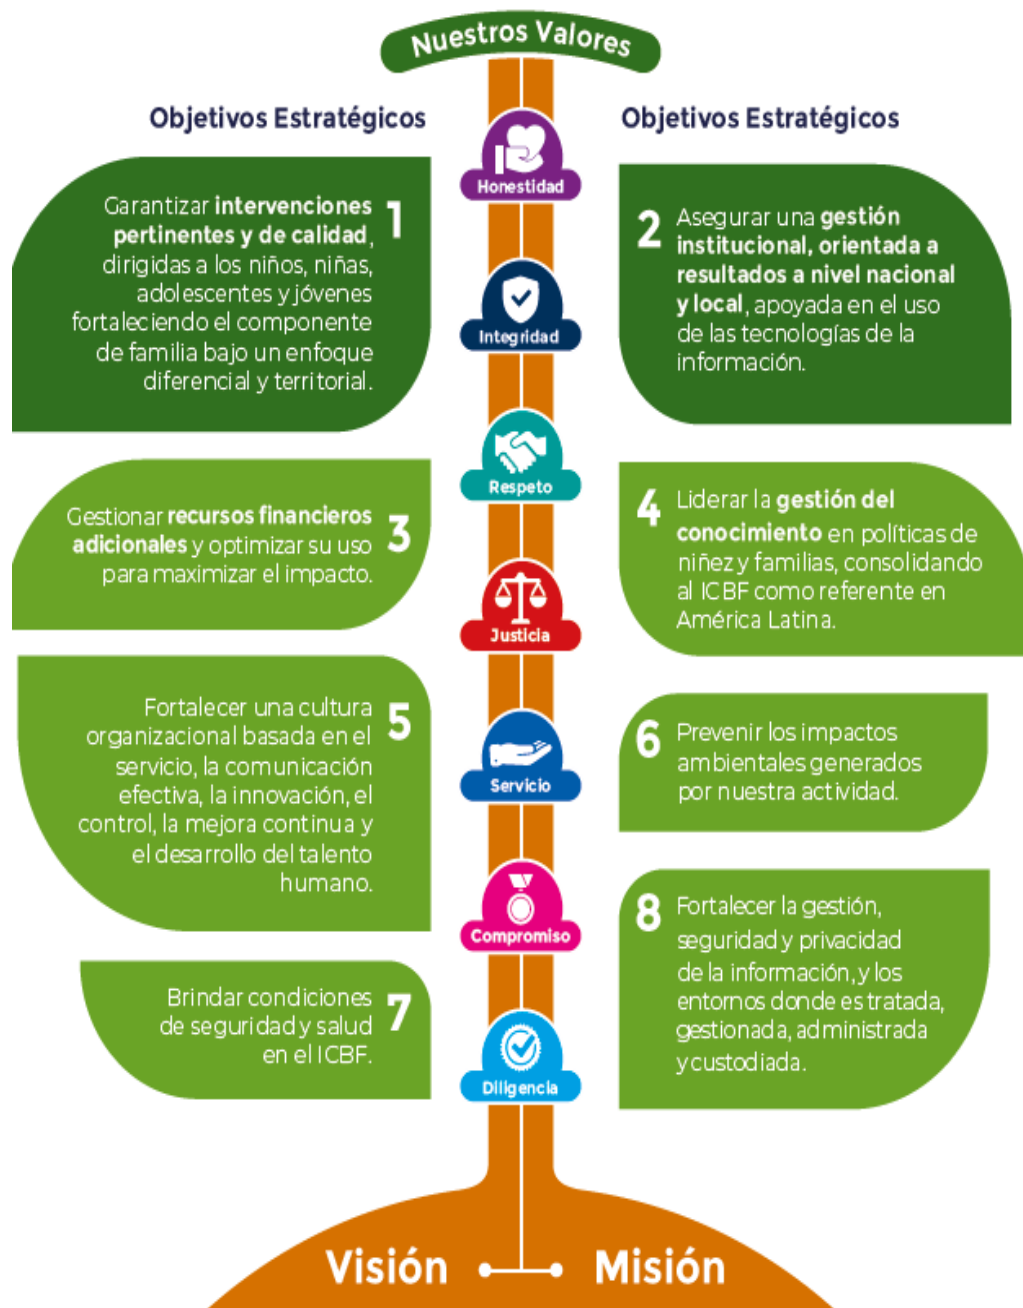 Nuestros Valores
Objetivos Estratégicos
Objetivos Estratégicos
Honestidad
1
Garantizar intervenciones
pertinentes y de calidad,
dirigidas a los niños, niñas,
adolescentes y jóvenes
fortaleciendo el componente
de familia bajo un enfoque
diferencial y territorial.
2
Asegurar una gestión
institucional, orientada a
resultados a nivel nacional
y local, apoyada en el uso
de las tecnologías de la
información.
Integridad
Respeto
3
Gestionar recursos financieros
adicionales y optimizar su uso
para maximizar el impacto.
4
Liderar la gestión del
conocimiento en políticas de
niñez y familias, consolidando
al ICBF como referente en
América Latina.
Justicia
5
Fortalecer una cultura
organizacional basada en el
servicio, la comunicación
efectiva, la innovación, el
control, la mejora continua y
el desarrollo del talento
humano.
6
Prevenir los impactos
ambientales generados
por nuestra actividad.
Servicio
Compromiso
7
Brindar condiciones
de seguridad y salud
en el ICBF.
8
Fortalecer la gestión,
seguridad y privacidad
de la información, y los
entornos donde es tratada,
gestionada, administrada
y custodiada.
Diligencia
Visión
Misión